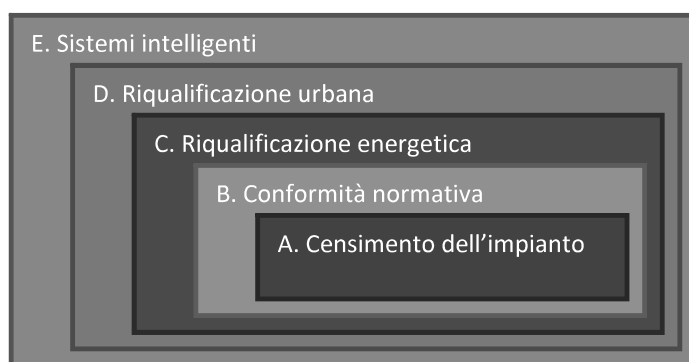 E. Sistemi intelligenti
D. Riqualificazione urbana
C. Riqualificazione energetica
B. Conformità normativa
A. Censimento dell’impianto